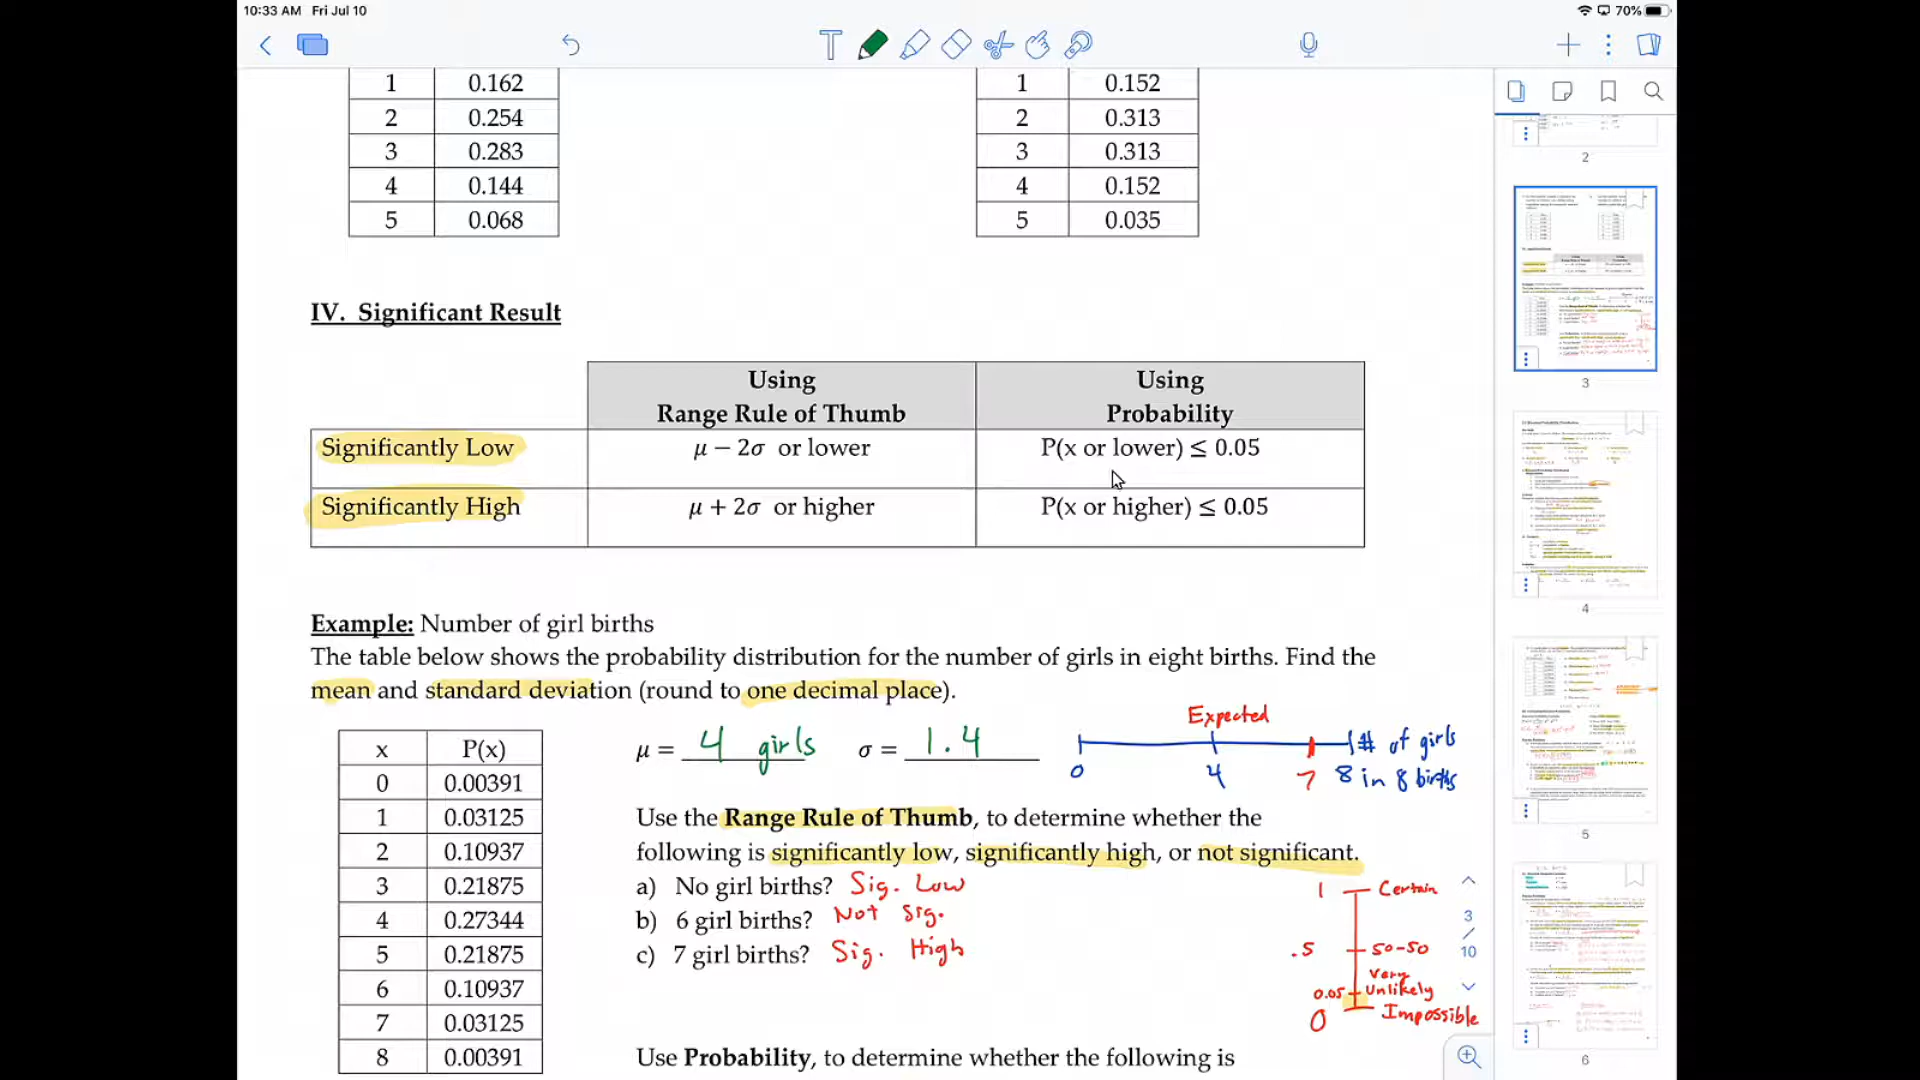 10:33 AM Fri Jul 10
70%
1 0.162
2 0.254
3 0.283
4 0.144
5 0.068
1 0.152
2 0.313
3 0.313
4 0.152
5 0.035
IV. Significant Result
Using Range Rule of Thumb
Using Probability
Significantly Low μ − 2σ or lower P(x or lower) ≤ 0.05
Significantly High μ + 2σ or higher P(x or higher) ≤ 0.05
Example: Number of girl births
The table below shows the probability distribution for the number of girls in eight births. Find the
mean and standard deviation (round to one decimal place).
x P(x)
0 0.00391
1 0.03125
2 0.10937
3 0.21875
4 0.27344
5 0.21875
6 0.10937
7 0.03125
8 0.00391
μ = 4 girls σ = 1.4
Expected
# of girls
0 4 7 8 in 8 births
Use the Range Rule of Thumb, to determine whether the
following is significantly low, significantly high, or not significant.
a) No girl births? Sig. Low
b) 6 girl births? Not Sig.
c) 7 girl births? Sig. High
1 Certain
.5 50-50
0.05 Very Unlikely
0 Impossible
Use Probability, to determine whether the following is
3
/
10
2
3
4
5
6